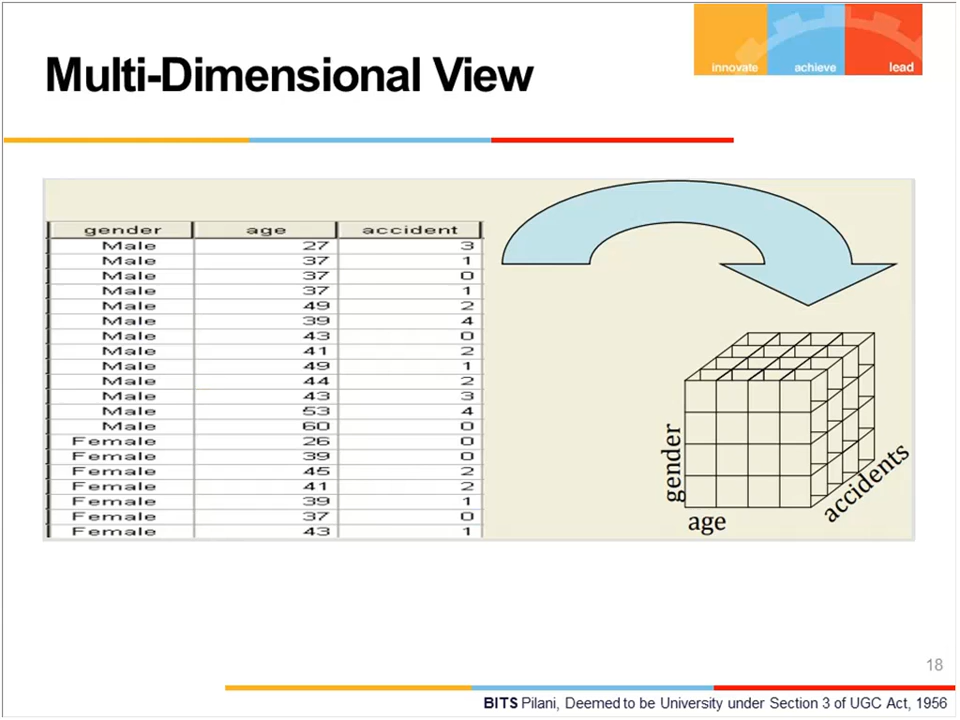 innovate achieve lead
Multi-Dimensional View
gender age accident
Male 27 3
Male 37 1
Male 37 0
Male 37 1
Male 49 2
Male 39 4
Male 43 0
Male 41 2
Male 49 1
Male 44 2
Male 43 3
Male 53 4
Male 60 0
Female 26 0
Female 39 0
Female 45 2
Female 41 2
Female 39 1
Female 37 0
Female 43 1
gender
age
accidents
18
BITS Pilani, Deemed to be University under Section 3 of UGC Act, 1956